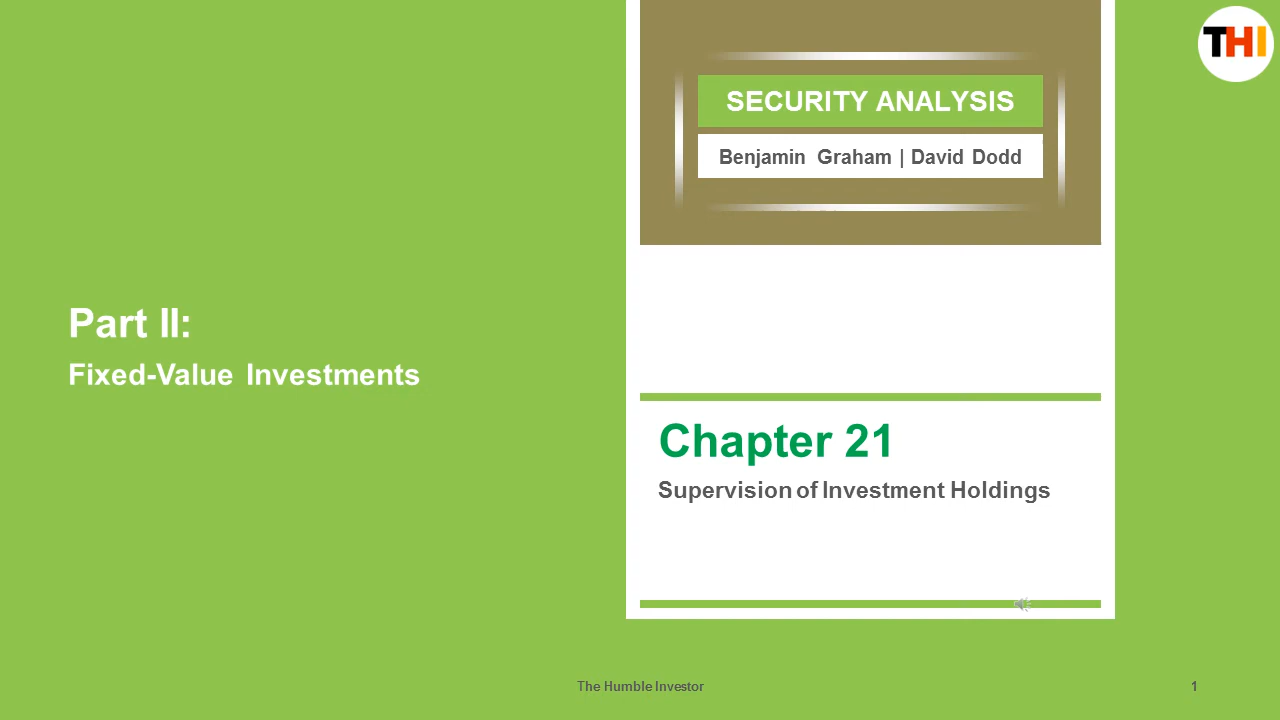 THI
SECURITY ANALYSIS
Benjamin Graham | David Dodd
Part II:
Fixed-Value Investments
Chapter 21
Supervision of Investment Holdings
The Humble Investor
1